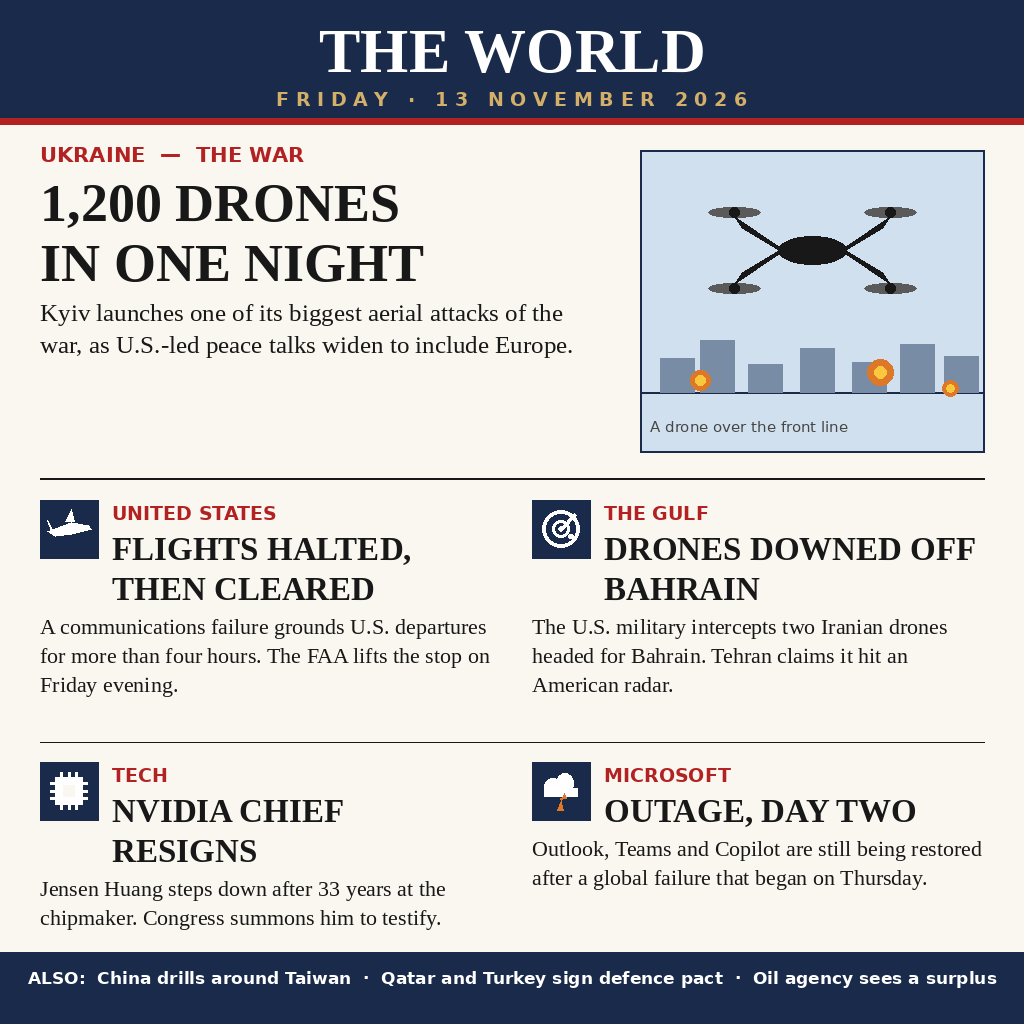 THE WORLD
FRIDAY · 13 NOVEMBER 2026
UKRAINE — THE WAR
1,200 DRONES
IN ONE NIGHT
Kyiv launches one of its biggest aerial attacks of the
war, as U.S.-led peace talks widen to include Europe.
A drone over the front line
UNITED STATES
FLIGHTS HALTED,
THEN CLEARED
A communications failure grounds U.S. departures
for more than four hours. The FAA lifts the stop on
Friday evening.
THE GULF
DRONES DOWNED OFF
BAHRAIN
The U.S. military intercepts two Iranian drones
headed for Bahrain. Tehran claims it hit an
American radar.
TECH
NVIDIA CHIEF
RESIGNS
Jensen Huang steps down after 33 years at the
chipmaker. Congress summons him to testify.
MICROSOFT
OUTAGE, DAY TWO
Outlook, Teams and Copilot are still being restored
after a global failure that began on Thursday.
ALSO: China drills around Taiwan · Qatar and Turkey sign defence pact · Oil agency sees a surplus